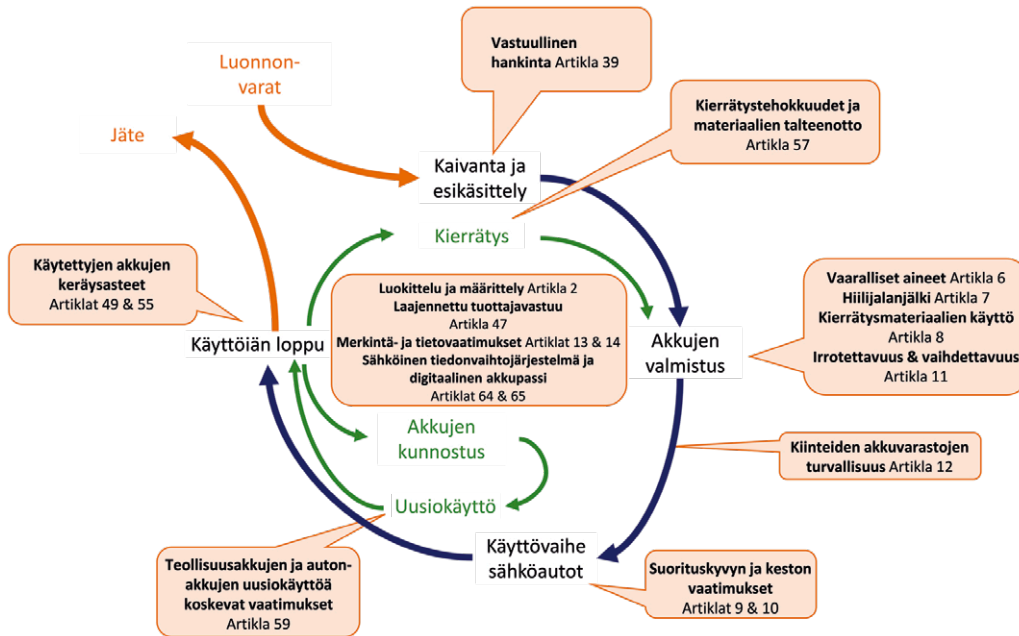 Luonnon-
varat
Vastuullinen
hankinta Artikla 39
Kierrätystehokkuudet ja
materiaalien talteenotto
Artikla 57
Jäte
Kaivanta ja
esikäsittely
Kierrätys
Käytettyjen akkujen
keräysasteet
Artiklat 49 & 55
Luokittelu ja määrittely Artikla 2
Laajennettu tuottajavastuu
Artikla 47
Merkintä- ja tietovaatimukset Artiklat 13 & 14
Sähköinen tiedonvaihtojärjestelmä ja
digitaalinen akkupassi
Artiklat 64 & 65
Vaaralliset aineet Artikla 6
Hiilijalanjälki Artikla 7
Kierrätysmateriaalien käyttö
Artikla 8
Irrotettavuus & vaihdettavuus
Artikla 11
Käyttöiän loppu
Akkujen
valmistus
Akkujen
kunnostus
Kiinteiden akkuvarastojen
turvallisuus Artikla 12
Uusiokäyttö
Käyttövaihe
sähköautot
Teollisuusakkujen ja auton-
akkujen uusiokäyttöä
koskevat vaatimukset
Artikla 59
Suorituskyvyn ja keston
vaatimukset
Artiklat 9 & 10